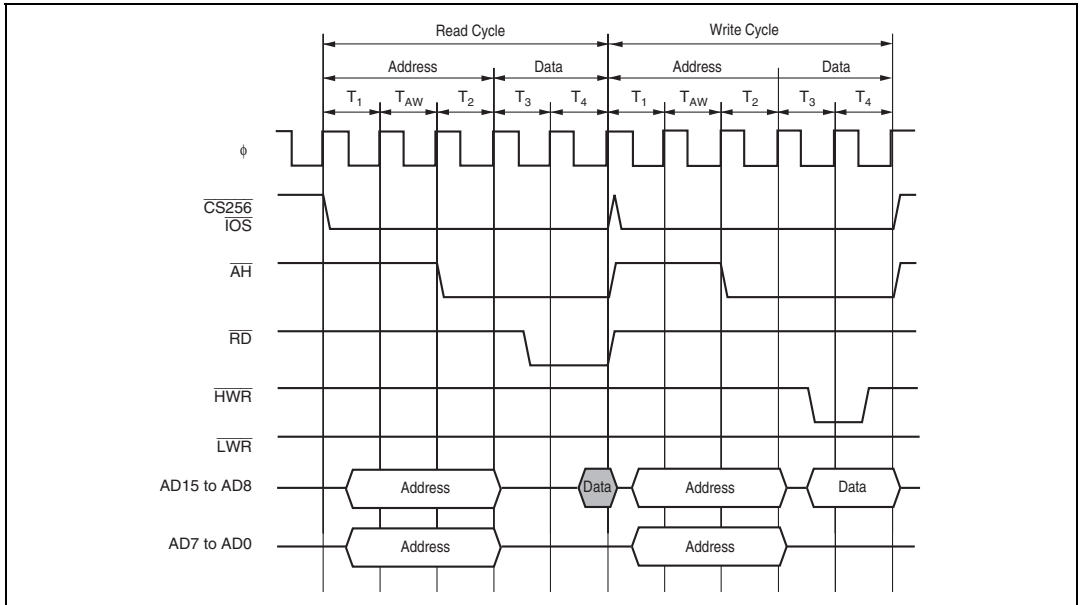 Read Cycle Write Cycle
Address Data Address Data
T1 TAW T2 T3 T4 T1 TAW T2 T3 T4
φ
CS256
IOS
AH
RD
HWR
LWR
AD15 to AD8 Address Data Address Data
AD7 to AD0 Address Address